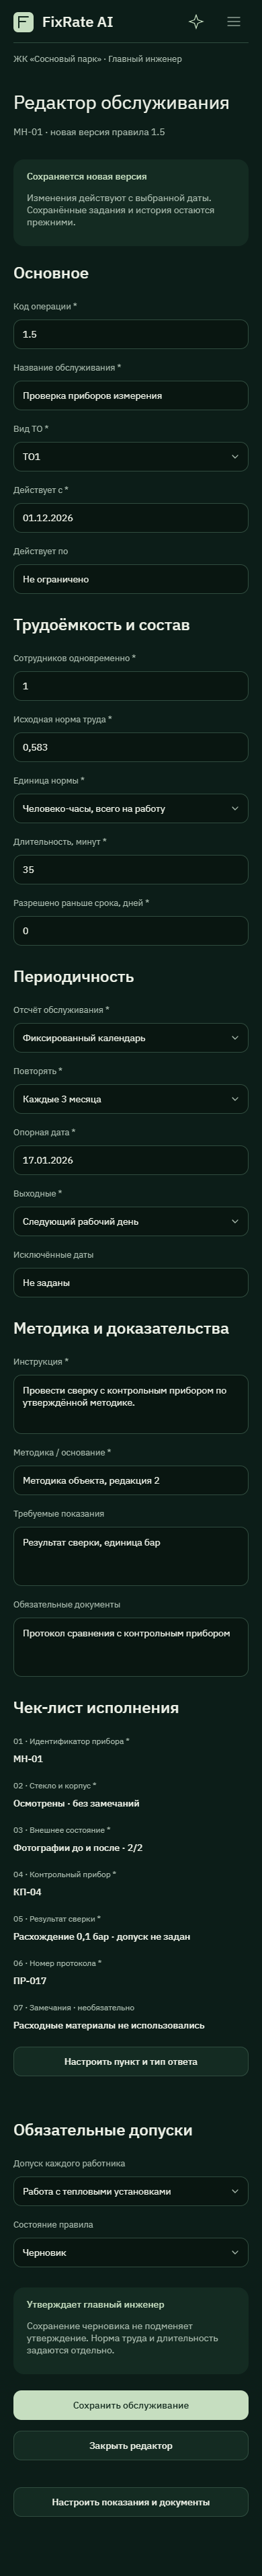 FixRate AI
ЖК «Сосновый парк» · Главный инженер
Редактор обслуживания
МН-01 · новая версия правила 1.5
Сохраняется новая версия
Изменения действуют с выбранной даты.
Сохранённые задания и история остаются
прежними.
Основное
Код операции *
1.5
Название обслуживания *
Проверка приборов измерения
Вид ТО *
ТО1
Действует с *
01.12.2026
Действует по
Не ограничено
Трудоёмкость и состав
Сотрудников одновременно *
1
Исходная норма труда *
0,583
Единица нормы *
Человеко-часы, всего на работу
Длительность, минут *
35
Разрешено раньше срока, дней *
0
Периодичность
Отсчёт обслуживания *
Фиксированный календарь
Повторять *
Каждые 3 месяца
Опорная дата *
17.01.2026
Выходные *
Следующий рабочий день
Исключённые даты
Не заданы
Методика и доказательства
Инструкция *
Провести сверку с контрольным прибором по
утверждённой методике.
Методика / основание *
Методика объекта, редакция 2
Требуемые показания
Результат сверки, единица бар
Обязательные документы
Протокол сравнения с контрольным прибором
Чек-лист исполнения
01 · Идентификатор прибора *
МН-01
02 · Стекло и корпус *
Осмотрены · без замечаний
03 · Внешнее состояние *
Фотографии до и после · 2/2
04 · Контрольный прибор *
КП-04
05 · Результат сверки *
Расхождение 0,1 бар · допуск не задан
06 · Номер протокола *
ПР-017
07 · Замечания · необязательно
Расходные материалы не использовались
Настроить пункт и тип ответа
Обязательные допуски
Допуск каждого работника
Работа с тепловыми установками
Состояние правила
Черновик
Утверждает главный инженер
Сохранение черновика не подменяет
утверждение. Норма труда и длительность
задаются отдельно.
Сохранить обслуживание
Закрыть редактор
Настроить показания и документы